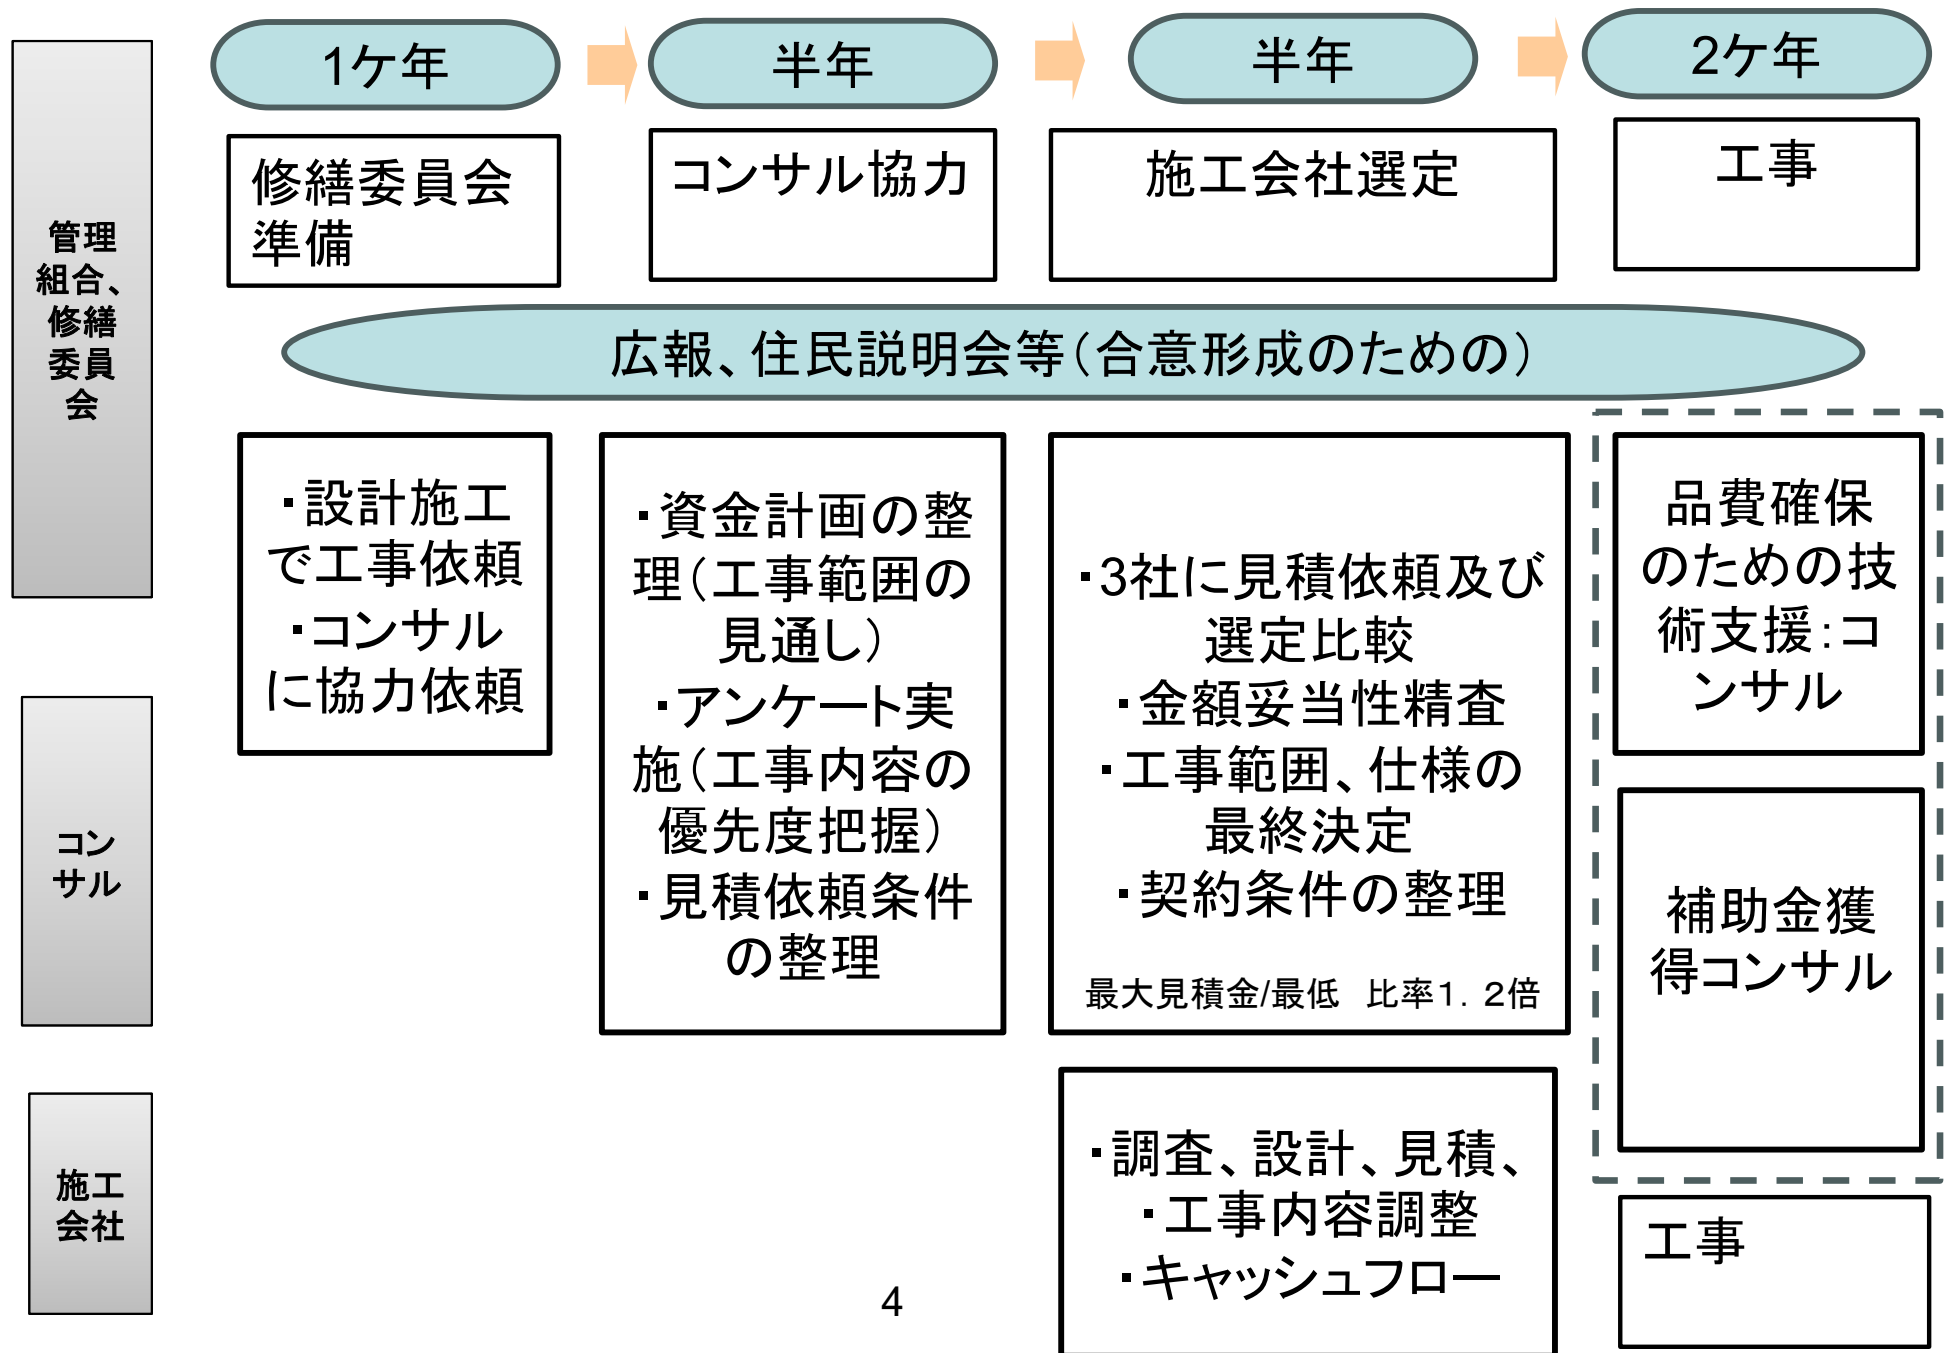 1ケ年
半年
半年
2ケ年
管理
組合、
修繕
委員
会
修繕委員会
準備
コンサル協力
施工会社選定
工事
広報、住民説明会等（合意形成のための）
コン
サル
・設計施工
で工事依頼
・コンサル
に協力依頼
・資金計画の整
理（工事範囲の
見通し）
・アンケート実
施（工事内容の
優先度把握）
・見積依頼条件
の整理
・3社に見積依頼及び
選定比較
・金額妥当性精査
・工事範囲、仕様の
最終決定
・契約条件の整理
最大見積金/最低　比率１．２倍
品費確保
のための技
術支援：コ
ンサル
補助金獲
得コンサル
施工
会社
・調査、設計、見積、
・工事内容調整
・キャッシュフロー
工事
4